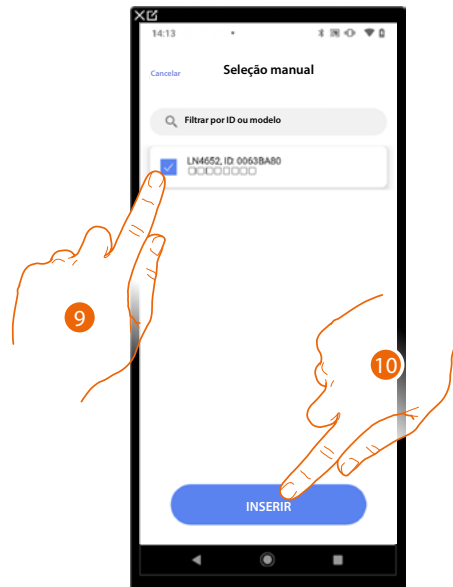 14:13
Cancelar
Seleção manual
Filtrar por ID ou modelo
LN4652, ID: 0063BA80
9
10
INSERIR